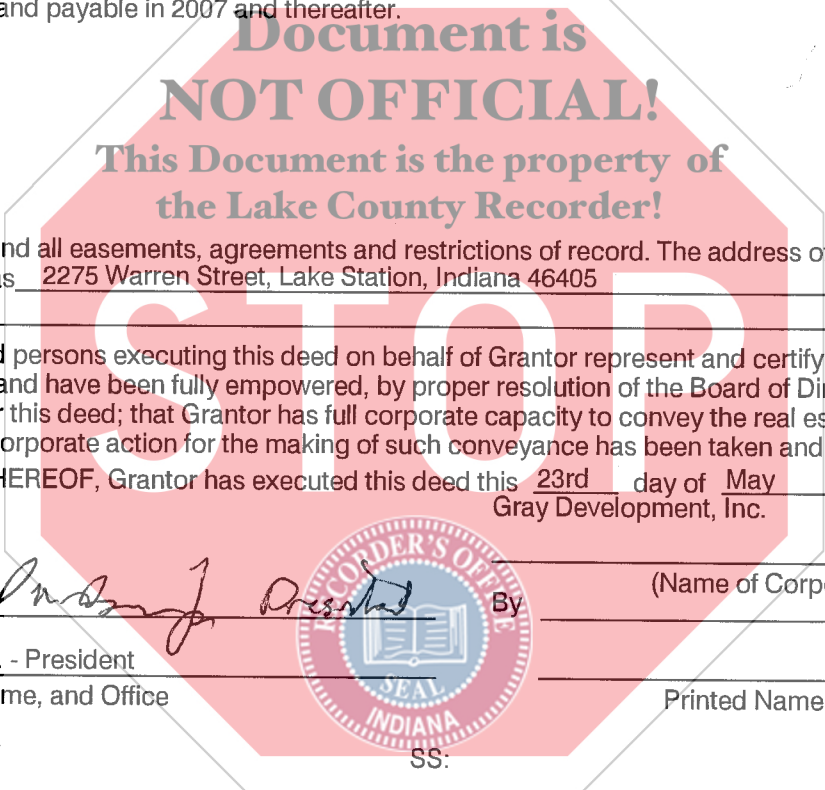 and payable in 2007 and thereafter.
Document is
NOT OFFICIAL!
This Document is the property of
the Lake County Recorder!
nd all easements, agreements and restrictions of record. The address o
s 2275 Warren Street, Lake Station, Indiana 46405
STOP
d persons executing this deed on behalf of Grantor represent and certify
and have been fully empowered, by proper resolution of the Board of Di
r this deed; that Grantor has full corporate capacity to convey the real es
orporate action for the making of such conveyance has been taken and
HEREOF, Grantor has executed this deed this 23rd day of May
Gray Development, Inc.
(Name of Corp
President
By
. - President
me, and Office
Printed Name
RECORDER'S OFFICE
SEAL
INDIANA
SS: